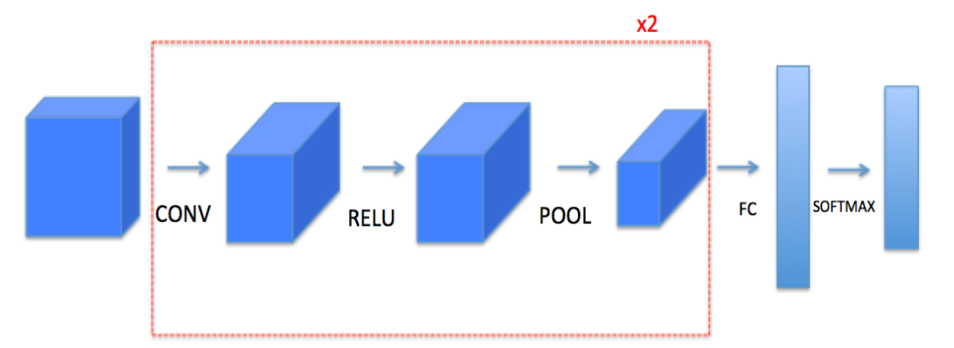 x2
CONV
RELU
POOL
FC
SOFTMAX